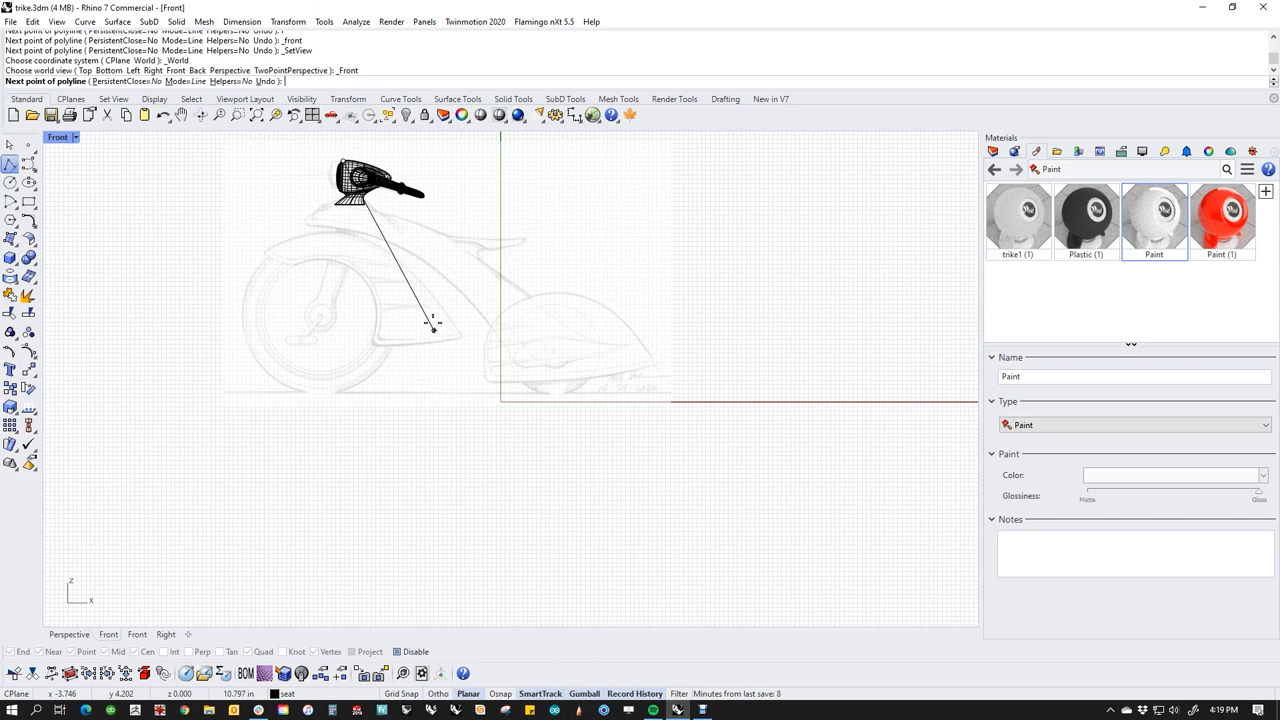 trike.3dm (4 MB) - Rhino 7 Commercial - [Front]
File Edit View Curve Surface SubD Solid Mesh Dimension Transform Tools Analyze Render Panels Twinmotion 2020 Flamingo nXt 5.5 Help
Next point of polyline ( PersistentClose=No Mode=Line Helpers=No Undo ): _front
Next point of polyline ( PersistentClose=No Mode=Line Helpers=No Undo ): _SetView
Choose coordinate system ( CPlane World ): _World
Choose world view ( Top Bottom Left Right Front Back Perspective TwoPointPerspective ): _Front
Next point of polyline ( PersistentClose=No Mode=Line Helpers=No Undo ):
Standard CPlanes Set View Display Select Viewport Layout Visibility Transform Curve Tools Surface Tools Solid Tools SubD Tools Mesh Tools Render Tools Drafting New in V7
Front
Materials
Paint
trike1 (1) Plastic (1) Paint Paint (1)
Name
Paint
Type
Paint
Paint
Color:
Glossiness:
Matte Gloss
Notes
z
x
Perspective Front Front Right
End Near Point Mid Cen Int Perp Tan Quad Knot Vertex Project Disable
BOM
CPlane x -3.746 y 4.202 z 0.000 10.797 in seat Grid Snap Ortho Planar Osnap SmartTrack Gumball Record History Filter Minutes from last save: 8
4:19 PM